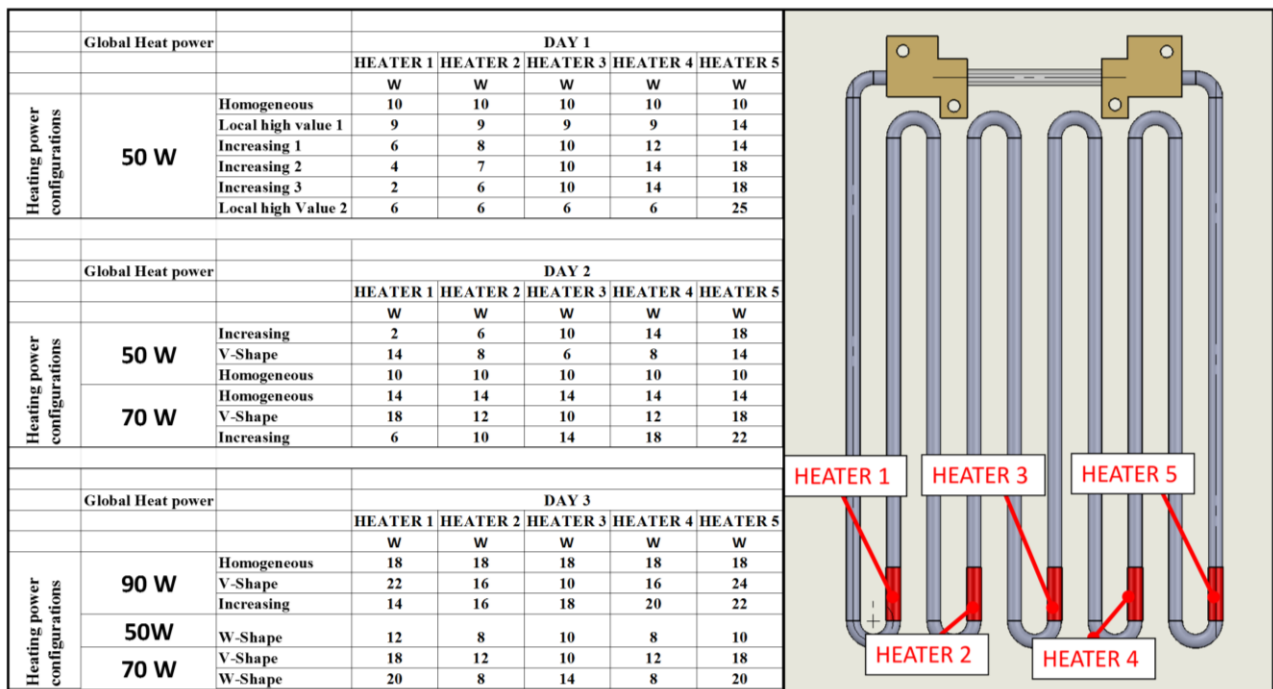 Global Heat power DAY 1
HEATER 1 HEATER 2 HEATER 3 HEATER 4 HEATER 5
W W W W W
Heating power configurations
50 W
Homogeneous 10 10 10 10 10
Local high value 1 9 9 9 9 14
Increasing 1 6 8 10 12 14
Increasing 2 4 7 10 14 18
Increasing 3 2 6 10 14 18
Local high Value 2 6 6 6 6 25
Global Heat power DAY 2
HEATER 1 HEATER 2 HEATER 3 HEATER 4 HEATER 5
W W W W W
Heating power configurations
50 W
Increasing 2 6 10 14 18
V-Shape 14 8 6 8 14
Homogeneous 10 10 10 10 10
70 W
Homogeneous 14 14 14 14 14
V-Shape 18 12 10 12 18
Increasing 6 10 14 18 22
Global Heat power DAY 3
HEATER 1 HEATER 2 HEATER 3 HEATER 4 HEATER 5
W W W W W
Heating power configurations
90 W
Homogeneous 18 18 18 18 18
V-Shape 22 16 10 16 24
Increasing 14 16 18 20 22
50W
W-Shape 12 8 10 8 10
70 W
V-Shape 18 12 10 12 18
W-Shape 20 8 14 8 20
HEATER 1
HEATER 3
HEATER 5
HEATER 2
HEATER 4